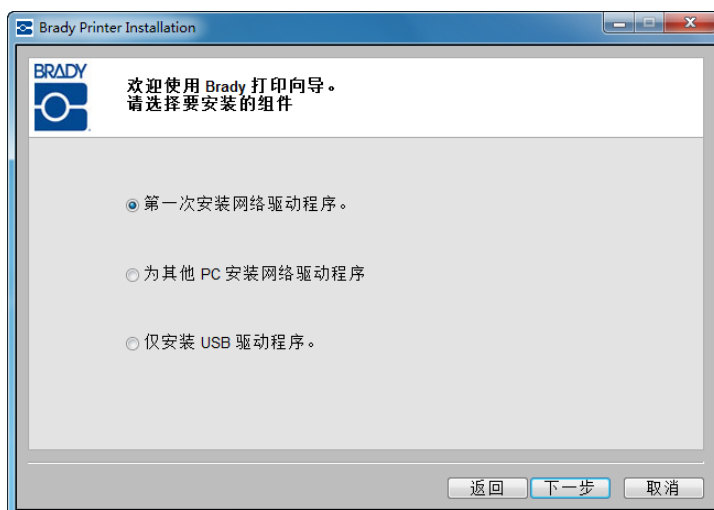 Brady Printer Installation
BRADY
欢迎使用 Brady 打印向导。
请选择要安装的组件
第一次安装网络驱动程序。
为其他 PC 安装网络驱动程序
仅安装 USB 驱动程序。
返回
下一步
取消